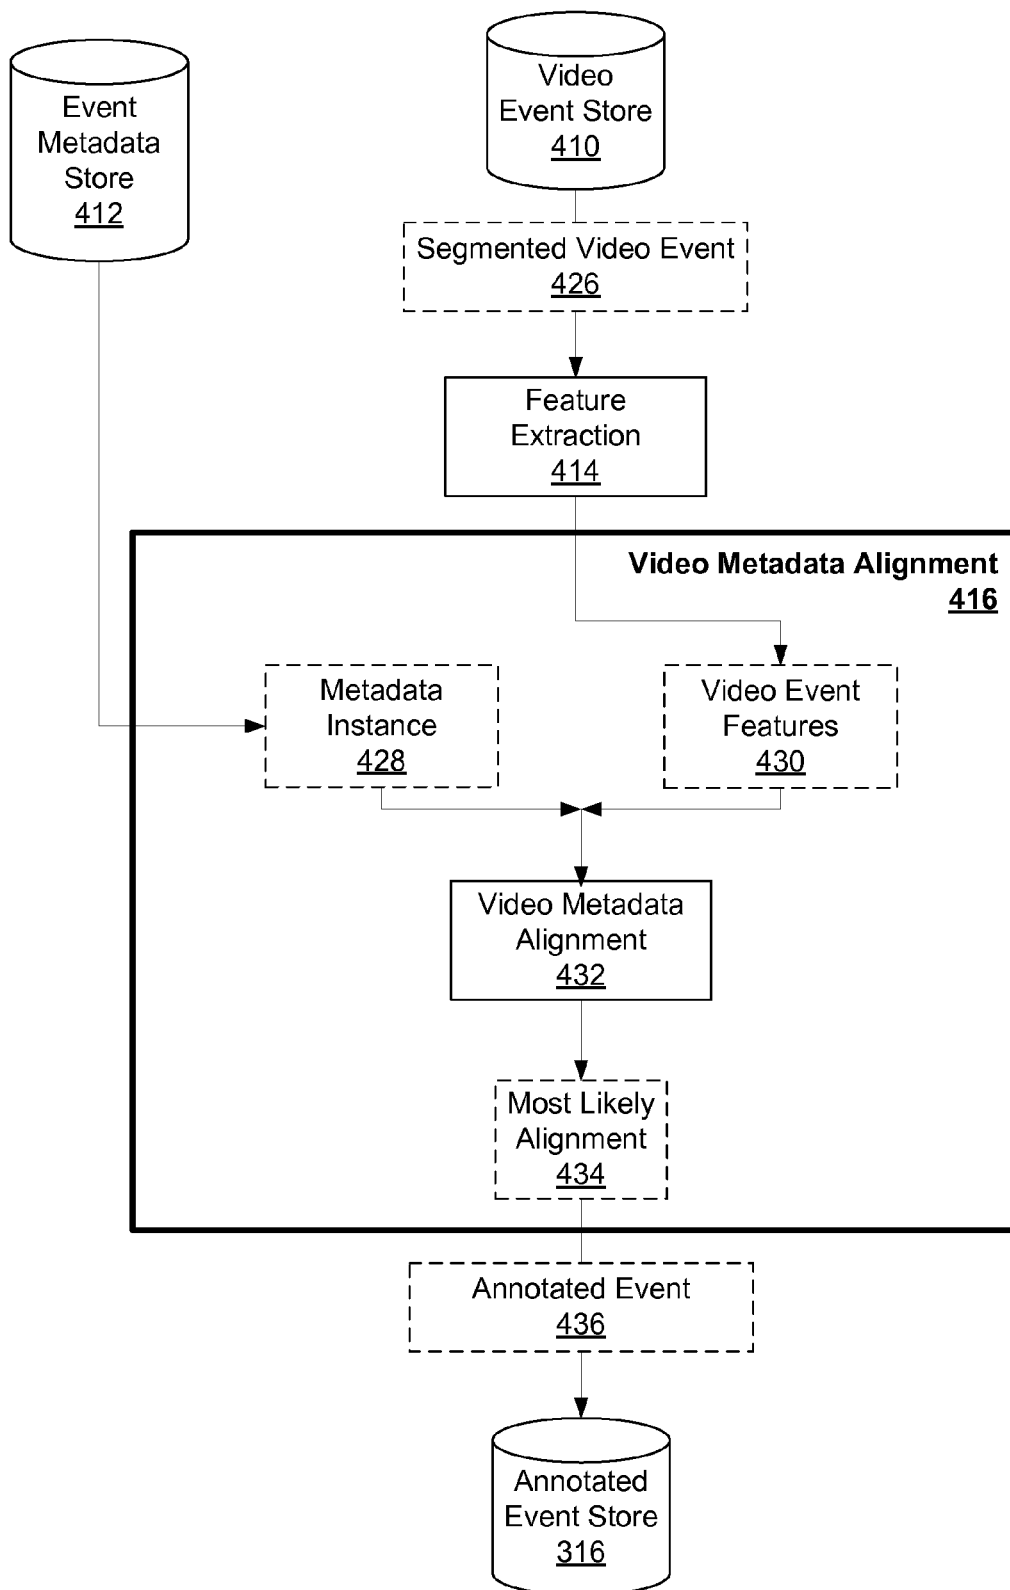 Event
Metadata
Store
412
Video
Event Store
410
Segmented Video Event
426
Feature
Extraction
414
Video Metadata Alignment
416
Metadata
Instance
428
Video Event
Features
430
Video Metadata
Alignment
432
Most Likely
Alignment
434
Annotated Event
436
Annotated
Event Store
316